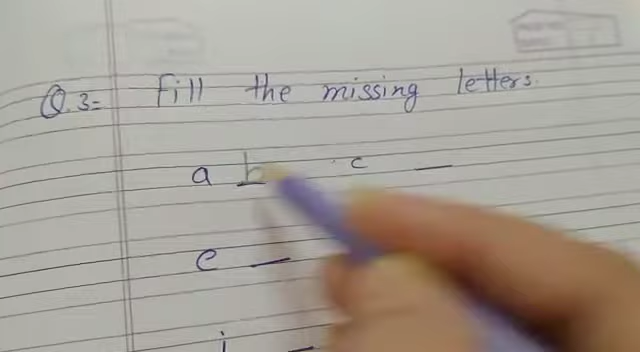 Q.3= Fill the missing letters.
a b c _
e _
i _